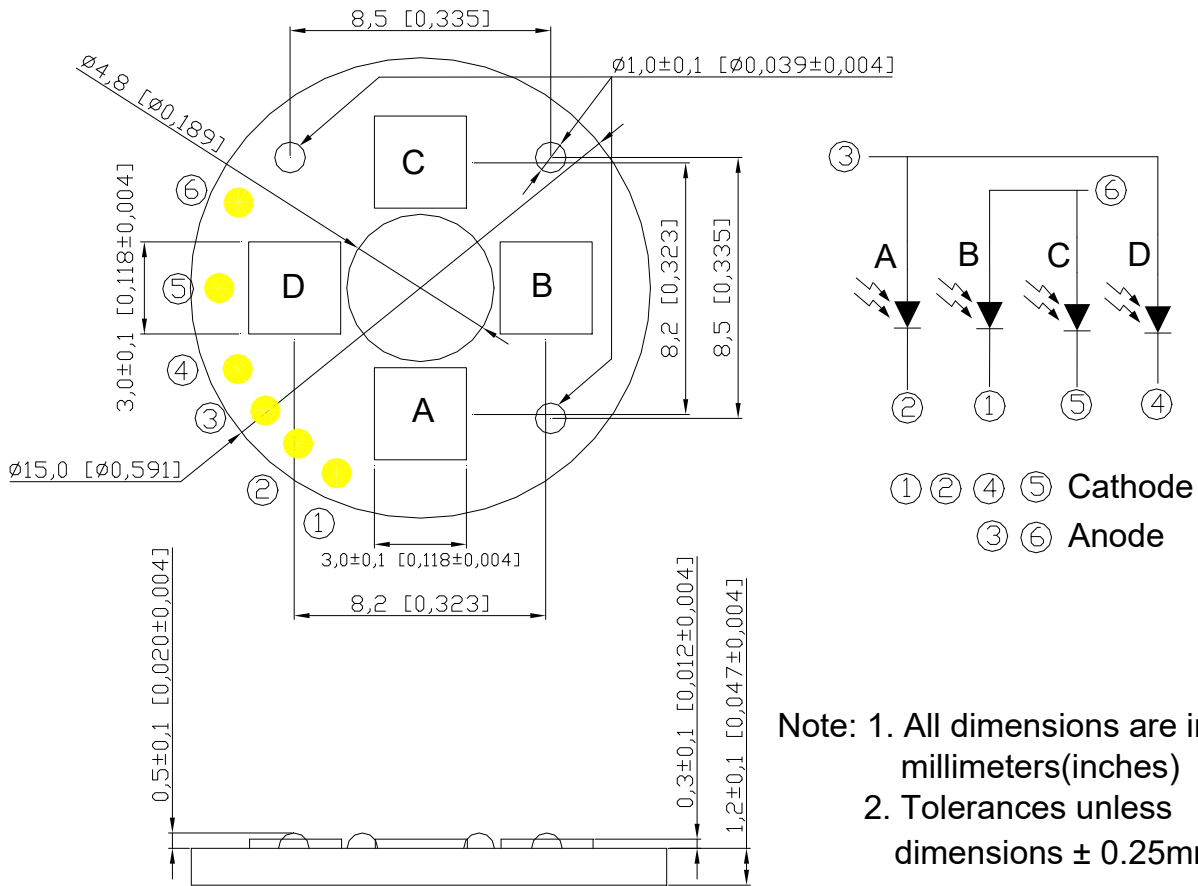 8,5 [0,335]
ø4,8 [ø0,189]
ø1,0±0,1 [ø0,039±0,004]
C
③
⑥
⑥
3,0±0,1 [0,118±0,004]
8,2 [0,323]
8,5 [0,335]
A B C D
⑤
D
B
④
③
A
② ① ⑤ ④
ø15,0 [ø0,591]
②
①
① ② ④ ⑤ Cathode
③ ⑥ Anode
3,0±0,1 [0,118±0,004]
8,2 [0,323]
0,5±0,1 [0,020±0,004]
0,3±0,1 [0,012±0,004]
1,2±0,1 [0,047±0,004]
Note: 1. All dimensions are in
millimeters(inches)
2. Tolerances unless
dimensions ± 0.25m